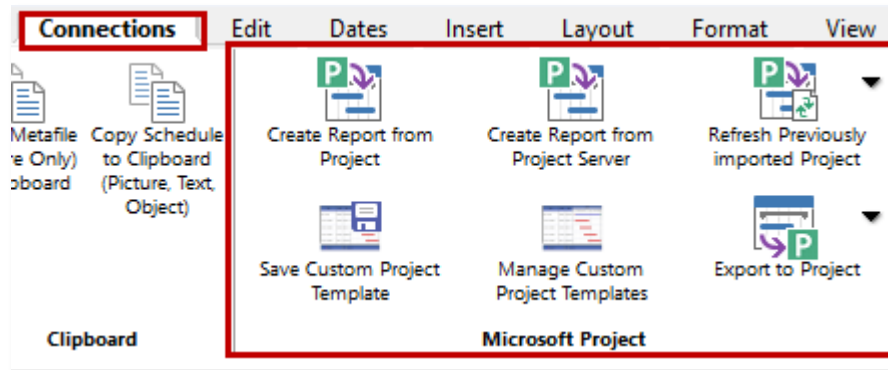 Connections Edit Dates Insert Layout Format View
Metafile
e Only)
Copy Schedule
to Clipboard
(Picture, Text,
Object)
Create Report from
Project
Create Report from
Project Server
Refresh Previously
imported Project
Save Custom Project
Template
Manage Custom
Project Templates
Export to Project
Clipboard
Microsoft Project